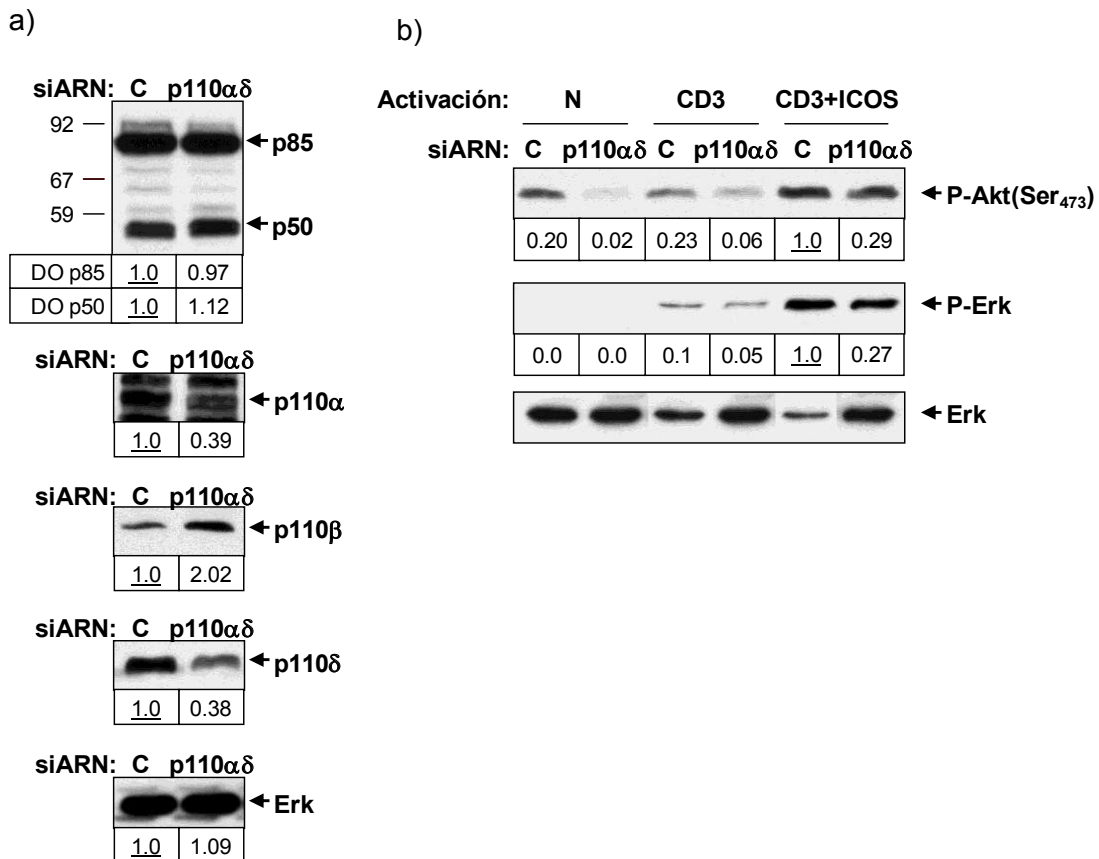 a)
siARN: C p110αδ
92
p85
67
59
p50
DO p85 1.0 0.97
DO p50 1.0 1.12
siARN: C p110αδ
p110α
1.0 0.39
siARN: C p110αδ
p110β
1.0 2.02
siARN: C p110αδ
p110δ
1.0 0.38
siARN: C p110αδ
Erk
1.0 1.09
b)
Activación: N CD3 CD3+ICOS
siARN: C p110αδ C p110αδ C p110αδ
P-Akt(Ser473)
0.20 0.02 0.23 0.06 1.0 0.29
P-Erk
0.0 0.0 0.1 0.05 1.0 0.27
Erk